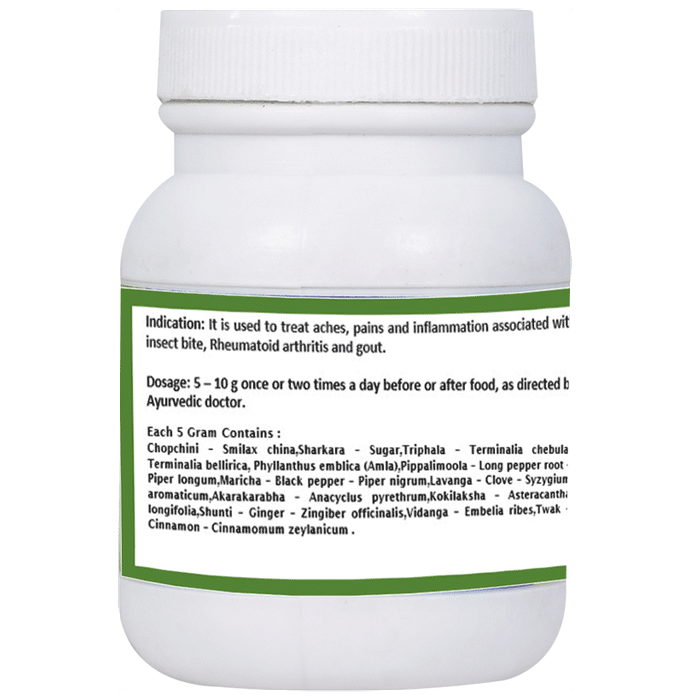 Indication: It is used to treat aches, pains and inflammation associated wit
insect bite, Rheumatoid arthritis and gout.
Dosage: 5 – 10 g once or two times a day before or after food, as directed b
Ayurvedic doctor.
Each 5 Gram Contains :
Chopchini - Smilax china,Sharkara - Sugar,Triphala - Terminalia chebula
Terminalia bellirica, Phyllanthus emblica (Amla),Pippalimoola - Long pepper root -
Piper longum,Maricha - Black pepper - Piper nigrum,Lavanga - Clove - Syzygium
aromaticum,Akarakarabha - Anacyclus pyrethrum,Kokilaksha - Asteracantha
longifolia,Shunti - Ginger - Zingiber officinalis,Vidanga - Embelia ribes,Twak -
Cinnamon - Cinnamomum zeylanicum .